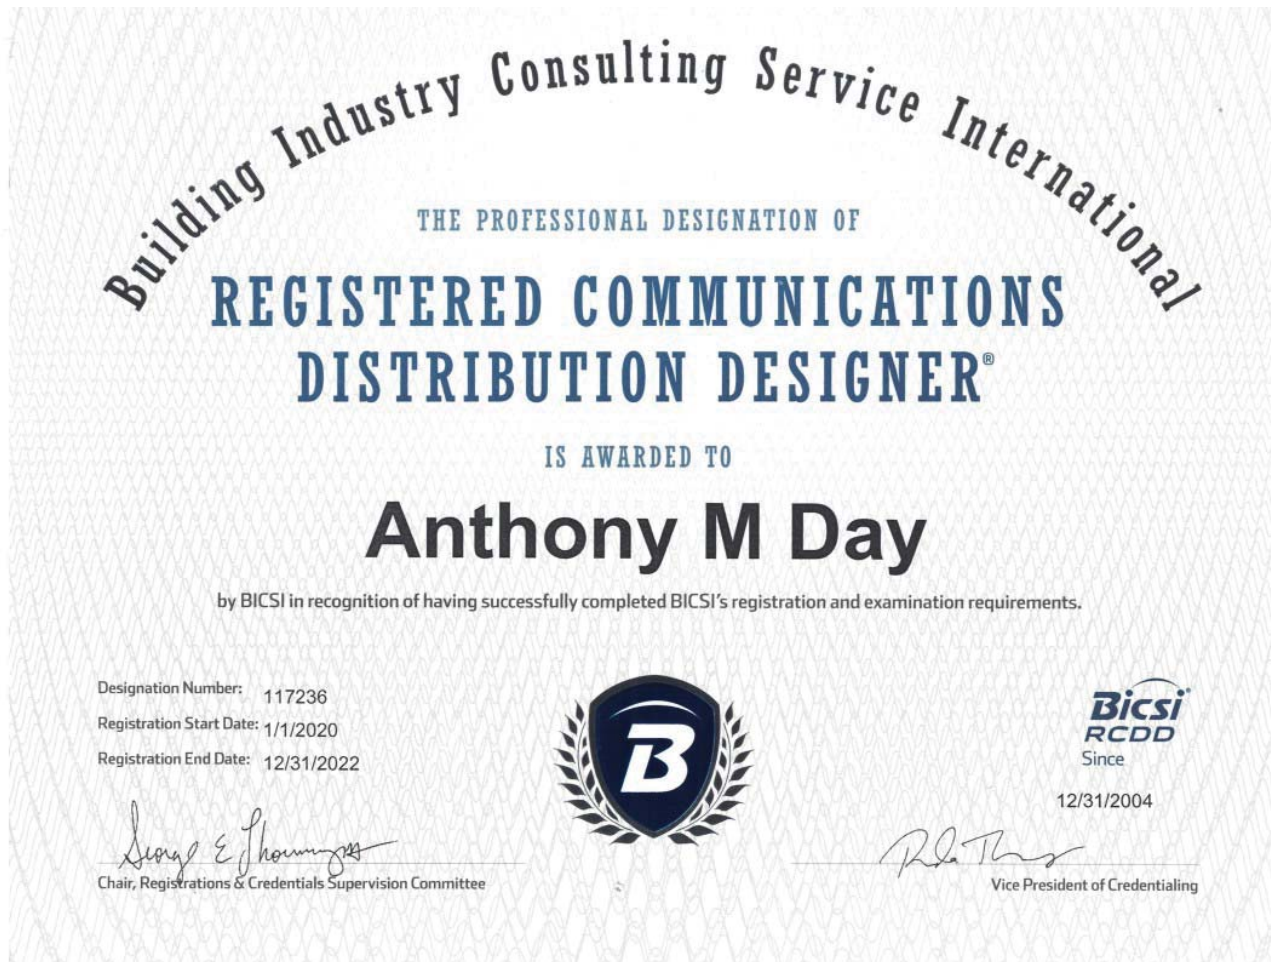 Building Industry Consulting Service International
THE PROFESSIONAL DESIGNATION OF
REGISTERED COMMUNICATIONS
DISTRIBUTION DESIGNER®
IS AWARDED TO
Anthony M Day
by BICSI in recognition of having successfully completed BICSI's registration and examination requirements.
Designation Number: 117236
Registration Start Date: 1/1/2020
Registration End Date: 12/31/2022
B
Bicsi®
RCDD
Since
12/31/2004
Chair, Registrations & Credentials Supervision Committee
Vice President of Credentialing